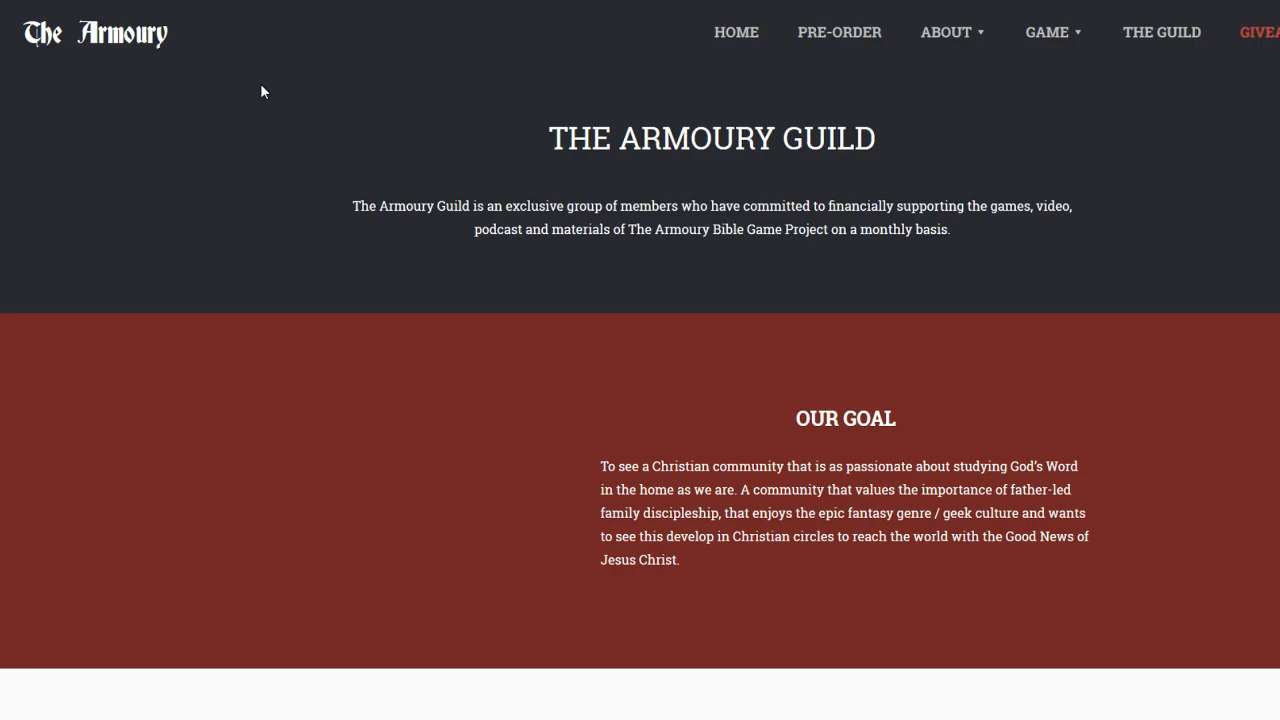 The Armoury
HOME PRE-ORDER ABOUT GAME THE GUILD
THE ARMOURY GUILD
The Armoury Guild is an exclusive group of members who have committed to financially supporting the games, video,
podcast and materials of The Armoury Bible Game Project on a monthly basis.
OUR GOAL
To see a Christian community that is as passionate about studying God’s Word
in the home as we are. A community that values the importance of father-led
family discipleship, that enjoys the epic fantasy genre / geek culture and wants
to see this develop in Christian circles to reach the world with the Good News of
Jesus Christ.